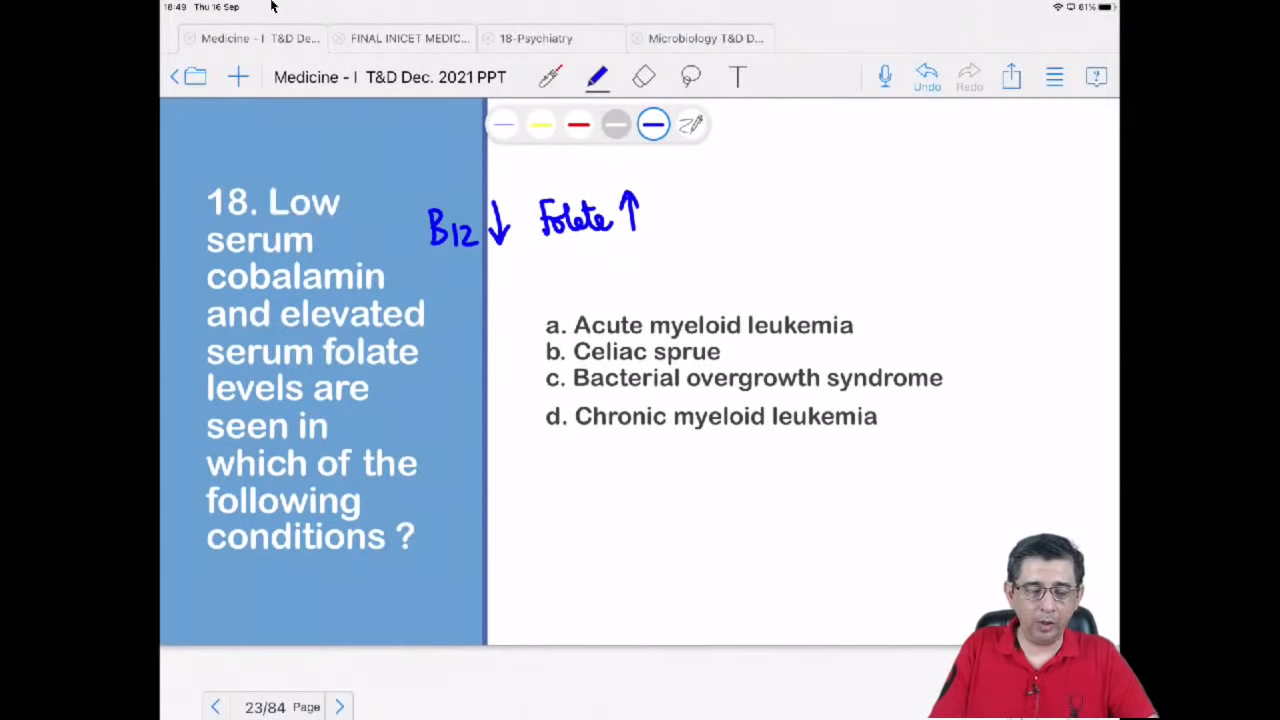 18:49 Thu 16 Sep
81%
Medicine - I T&D De...
FINAL INICET MEDIC...
18-Psychiatry
Microbiology T&D D...
Medicine - I T&D Dec. 2021 PPT
T
Undo
Redo
18. Low
serum
cobalamin
and elevated
serum folate
levels are
seen in
which of the
following
conditions ?
B12 ↓ Folate ↑
a. Acute myeloid leukemia
b. Celiac sprue
c. Bacterial overgrowth syndrome
d. Chronic myeloid leukemia
23/84 Page